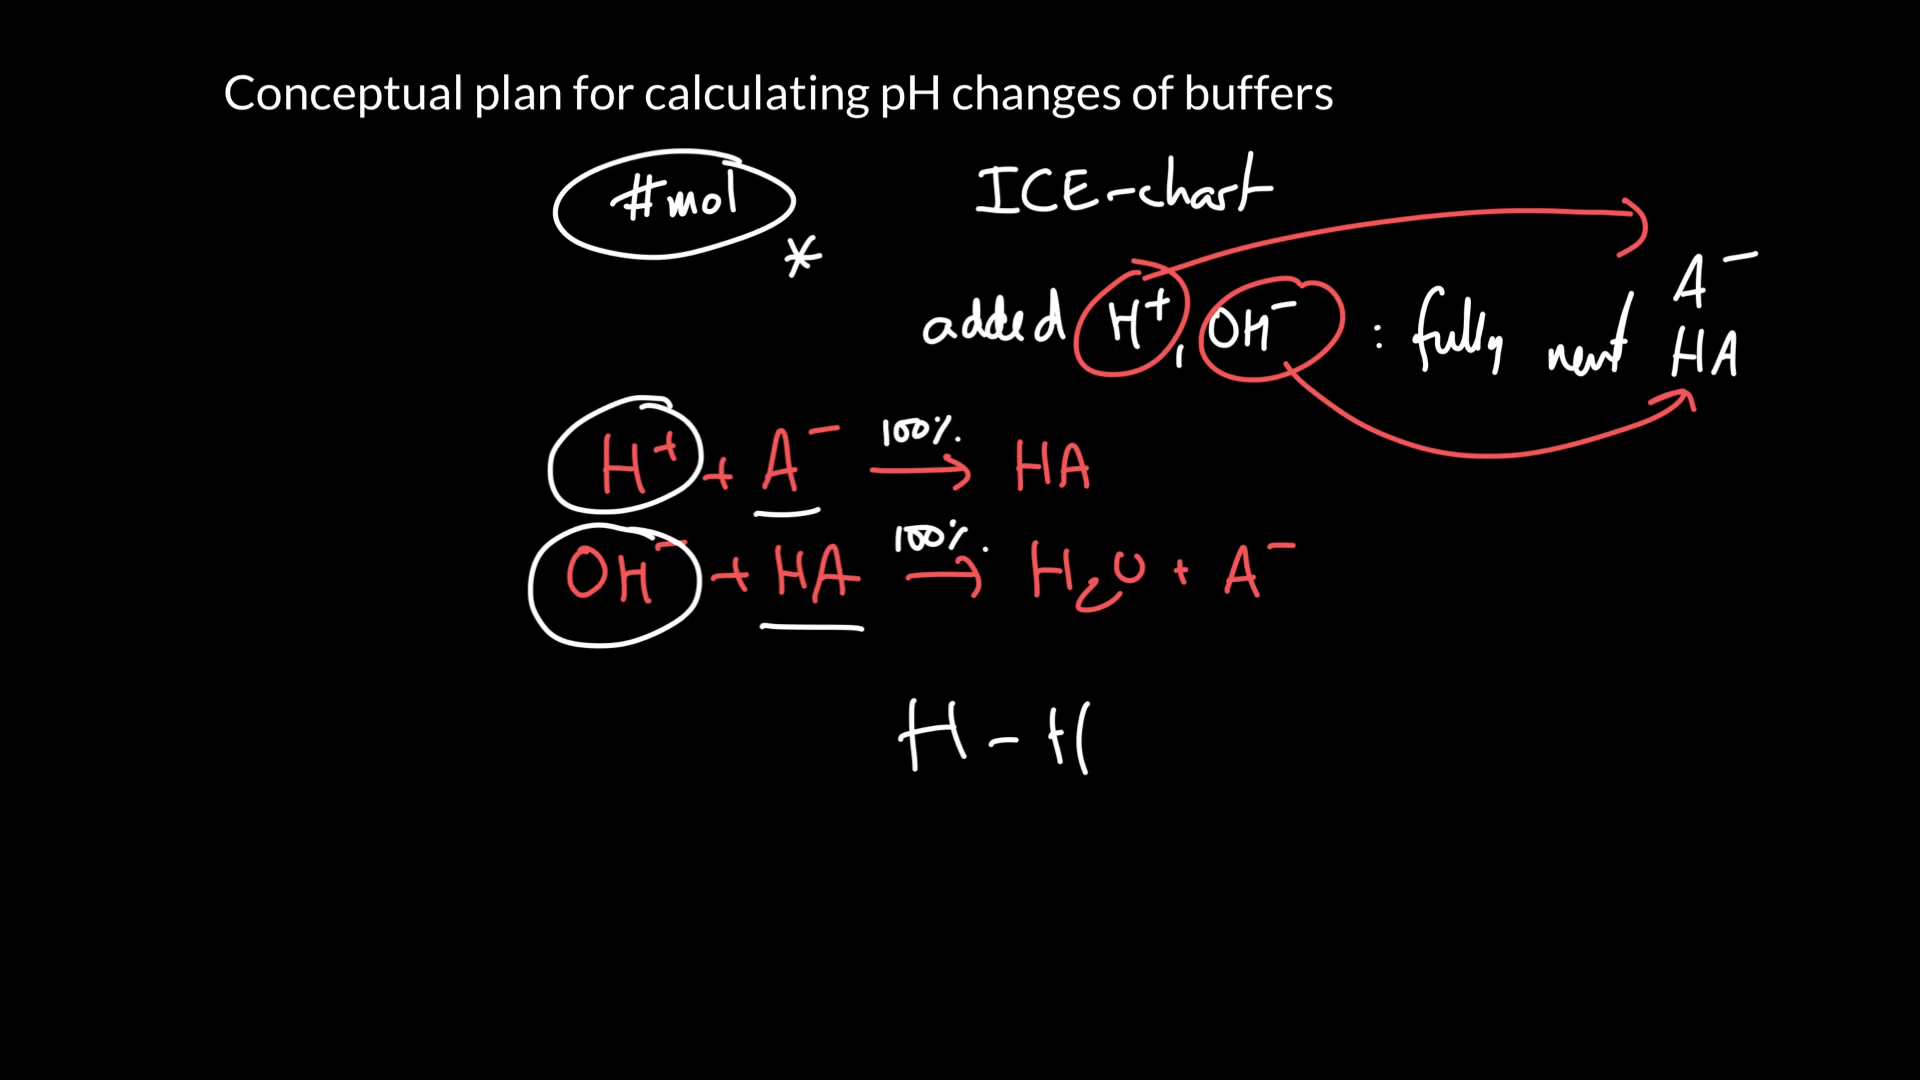 Conceptual plan for calculating pH changes of buffers
#mol ICE-chart
*
A⁻
added H⁺, OH⁻ : fully neut HA
H⁺ + A⁻ 100% → HA
OH⁻ + HA 100% → H₂O + A⁻
H-H